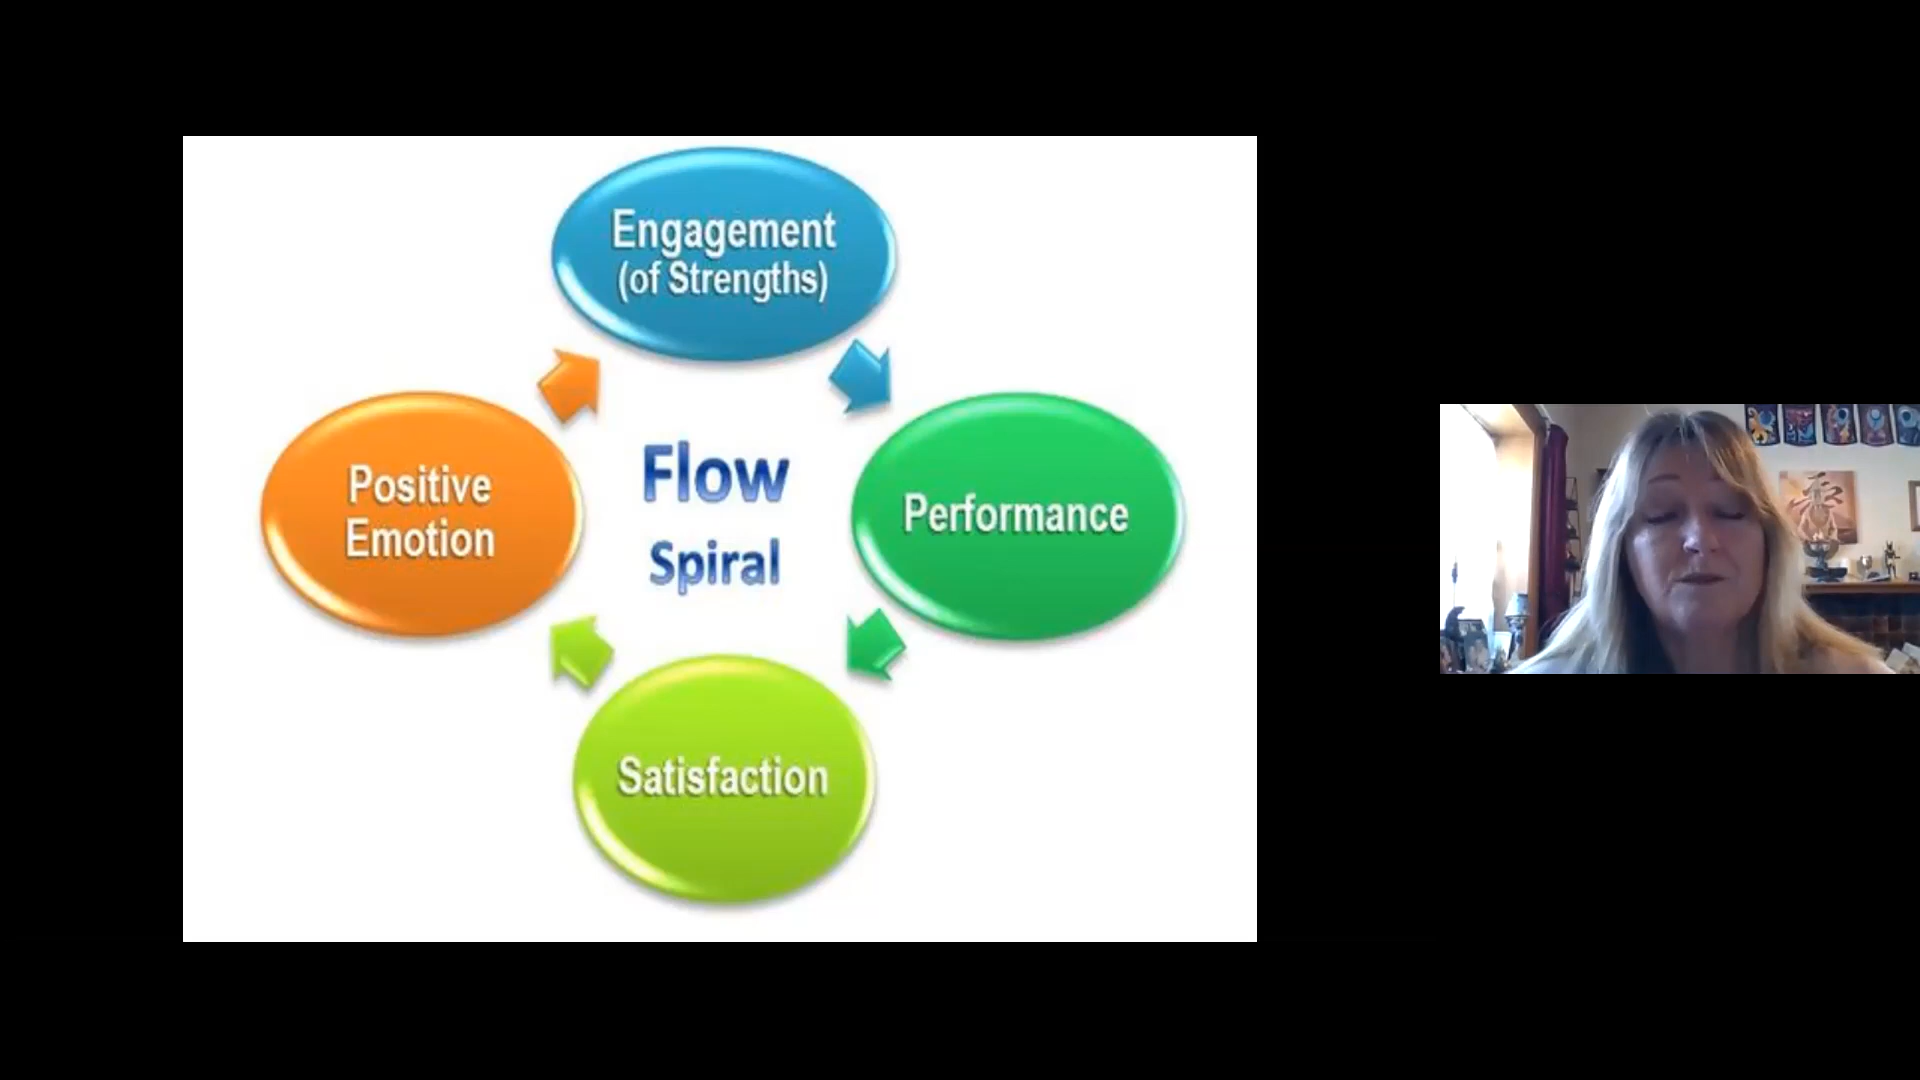 Engagement
(of Strengths)
Positive
Emotion
Flow
Spiral
Performance
Satisfaction